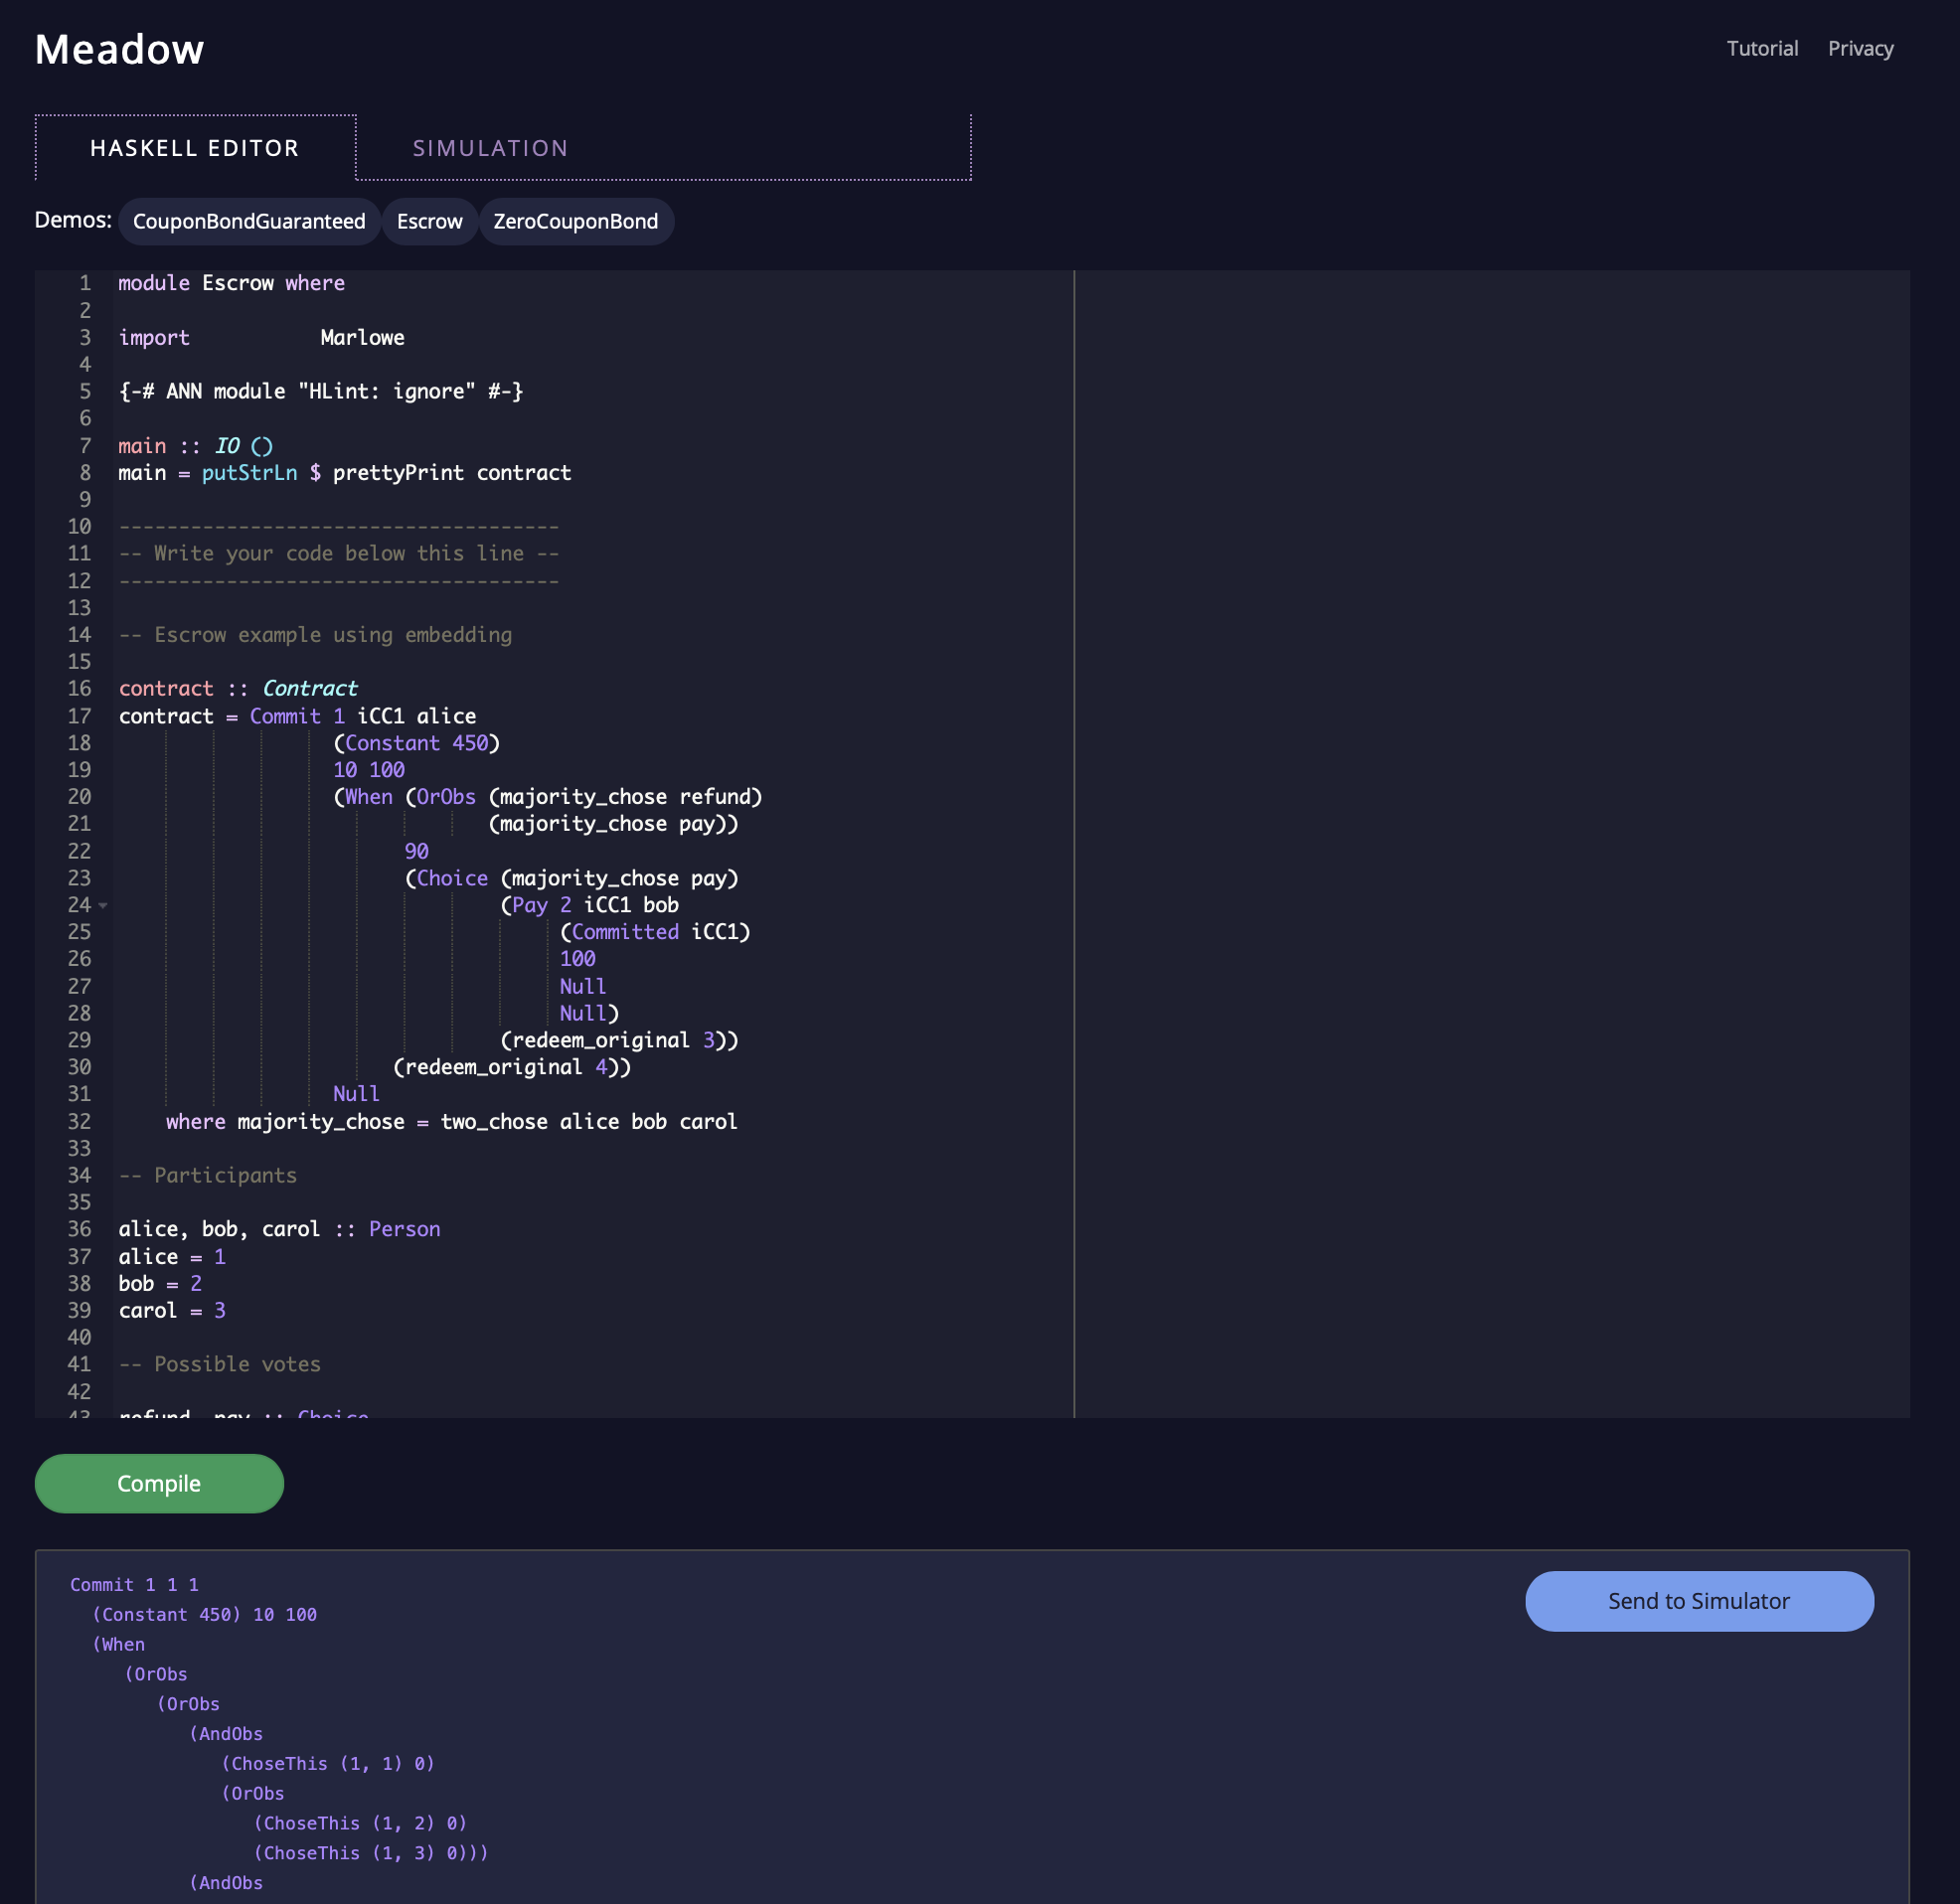 Meadow
Tutorial Privacy
HASKELL EDITOR SIMULATION
Demos: CouponBondGuaranteed Escrow ZeroCouponBond
1 module Escrow where
2
3 import           Marlowe
4
5 {-# ANN module "HLint: ignore" #-}
6
7 main :: IO ()
8 main = putStrLn $ prettyPrint contract
9
10 -------------------------------------
11 -- Write your code below this line --
12 -------------------------------------
13
14 -- Escrow example using embedding
15
16 contract :: Contract
17 contract = Commit 1 iCC1 alice
18                   (Constant 450)
19                   10 100
20                   (When (OrObs (majority_chose refund)
21                                (majority_chose pay))
22                         90
23                         (Choice (majority_chose pay)
24                                 (Pay 2 iCC1 bob
25                                      (Committed iCC1)
26                                      100
27                                      Null
28                                      Null)
29                                 (redeem_original 3))
30                        (redeem_original 4))
31                   Null
32     where majority_chose = two_chose alice bob carol
33
34 -- Participants
35
36 alice, bob, carol :: Person
37 alice = 1
38 bob = 2
39 carol = 3
40
41 -- Possible votes
42
43 refund, pay :: Choice
Compile
Send to Simulator
Commit 1 1 1
  (Constant 450) 10 100
  (When
     (OrObs
        (OrObs
           (AndObs
              (ChoseThis (1, 1) 0)
              (OrObs
                 (ChoseThis (1, 2) 0)
                 (ChoseThis (1, 3) 0)))
           (AndObs